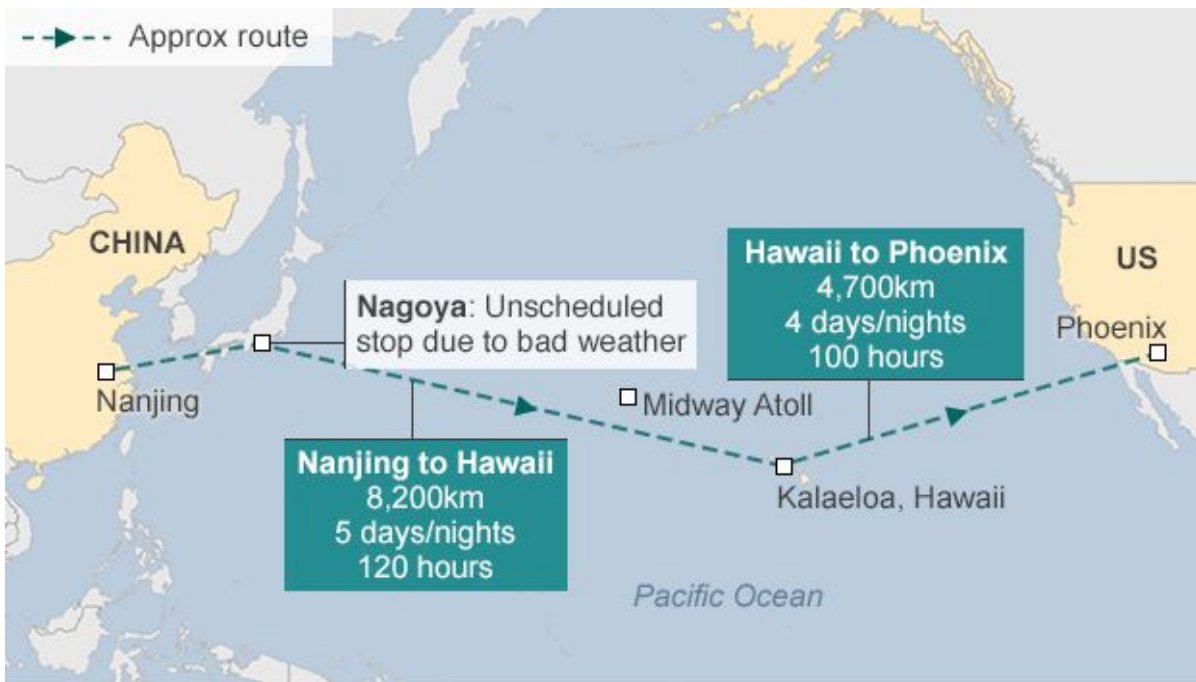 Approx route
CHINA
Nanjing
Nagoya: Unscheduled
stop due to bad weather
Nanjing to Hawaii
8,200km
5 days/nights
120 hours
Midway Atoll
Hawaii to Phoenix
4,700km
4 days/nights
100 hours
US
Phoenix
Kalaeloa, Hawaii
Pacific Ocean